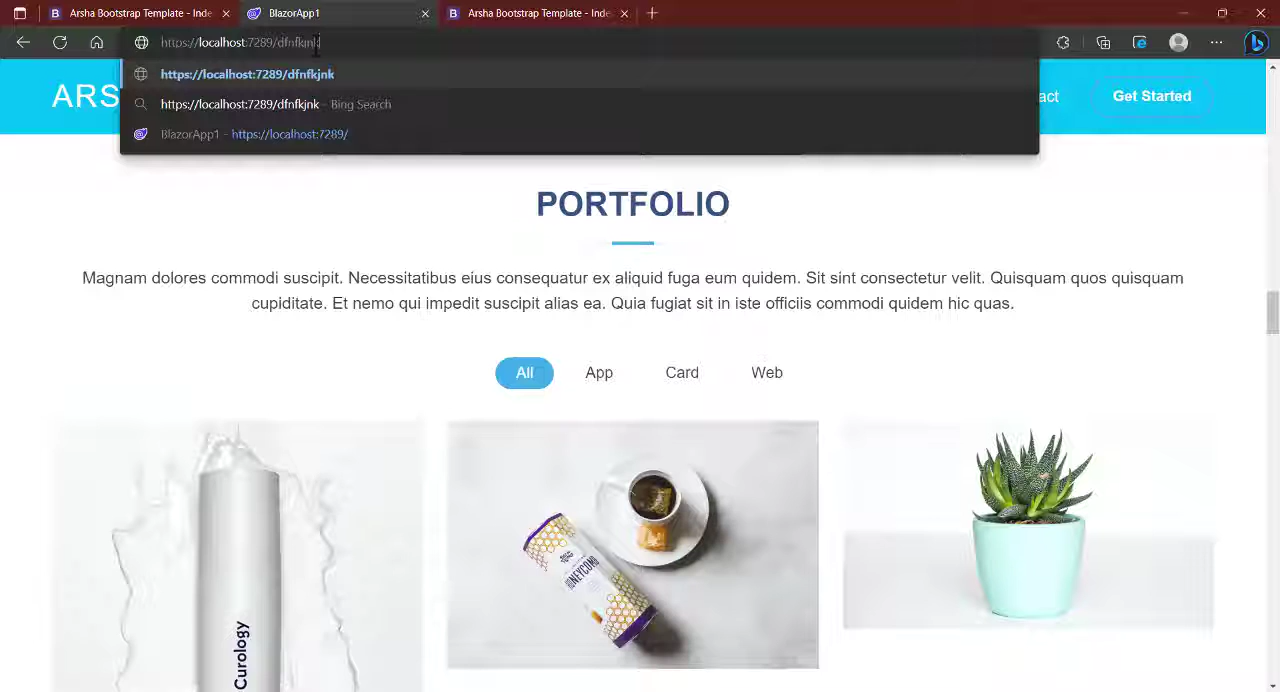 Arsha Bootstrap Template - Inde
BlazorApp1
Arsha Bootstrap Template - Inde
https://localhost:7289/dfnfkjnk
https://localhost:7289/dfnfkjnk
https://localhost:7289/dfnfkjnk - Bing Search
BlazorApp1 - https://localhost:7289/
ARS
act
Get Started
PORTFOLIO
Magnam dolores commodi suscipit. Necessitatibus eius consequatur ex aliquid fuga eum quidem. Sit sint consectetur velit. Quisquam quos quisquam
cupiditate. Et nemo qui impedit suscipit alias ea. Quia fugiat sit in iste officiis commodi quidem hic quas.
All
App
Card
Web
Curology
HONEYCOMB